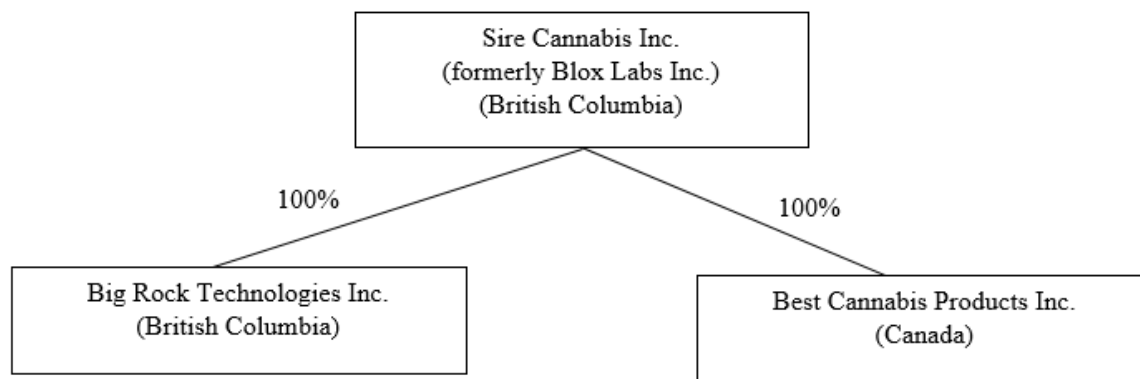 Sire Cannabis Inc.
(formerly Blox Labs Inc.)
(British Columbia)
100%
100%
Big Rock Technologies Inc.
(British Columbia)
Best Cannabis Products Inc.
(Canada)